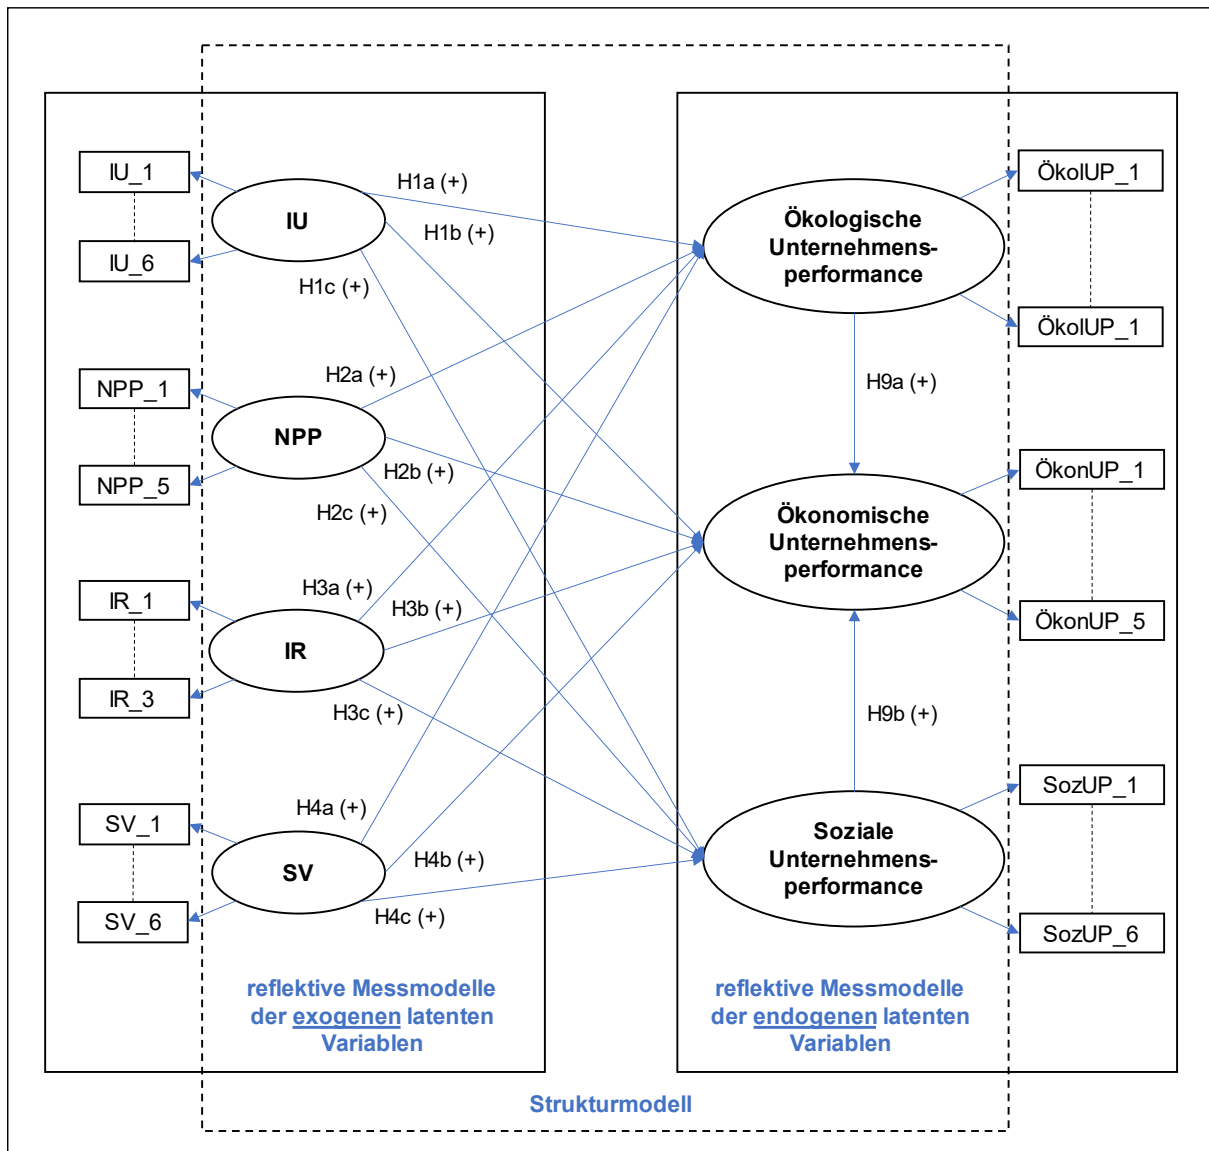 IU_1
IU_6
IU
H1a (+)
H1b (+)
H1c (+)
NPP_1
NPP_5
NPP
H2a (+)
H2b (+)
H2c (+)
IR_1
IR_3
IR
H3a (+)
H3b (+)
H3c (+)
SV_1
SV_6
SV
H4a (+)
H4b (+)
H4c (+)
reflektive Messmodelle
der exogenen latenten
Variablen
Ökologische
Unternehmens-
performance
ÖkolUP_1
ÖkolUP_1
H9a (+)
Ökonomische
Unternehmens-
performance
ÖkonUP_1
ÖkonUP_5
H9b (+)
Soziale
Unternehmens-
performance
SozUP_1
SozUP_6
reflektive Messmodelle
der endogenen latenten
Variablen
Strukturmodell